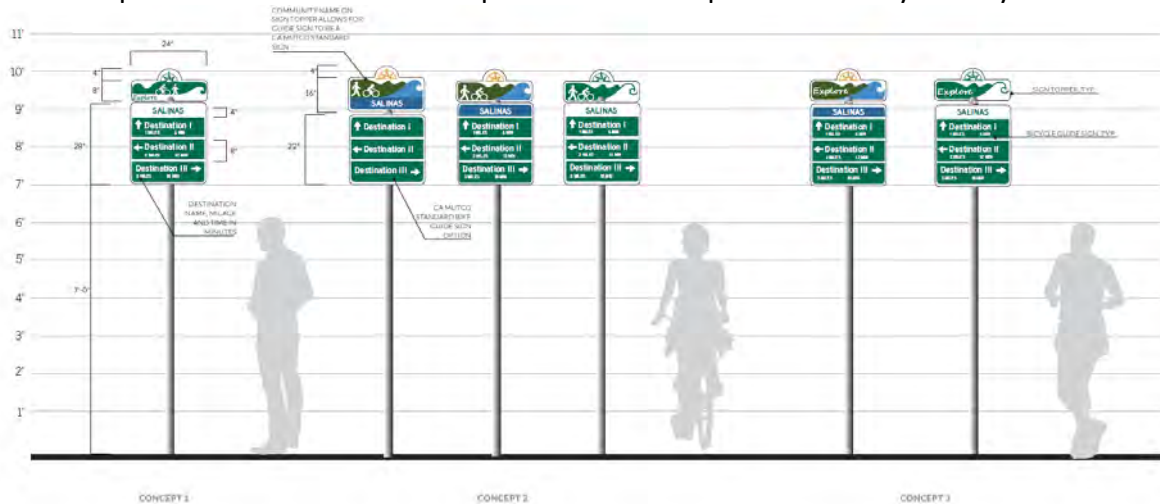 COMMUNITY NAME ON
SIGN TOPPER ALLOWS FOR
GUIDE SIGN TO BE A
CA MUTCD STANDARD
SIGN
11'
10'
9'
8'
7'
6'
5'
4'
3'
2'
1'
24"
4"
8"
28"
7'-0"
Explore
SALINAS
Destination I
Destination II
Destination III
4"
6"
DESTINATION
NAME, MILAGE
AND TIME IN
MINUTES
4"
16"
22"
SALINAS
Destination I
Destination II
Destination III
CA MUTCD
STANDARD BIKE
GUIDE SIGN
OPTION
SALINAS
Destination I
Destination II
Destination III
SALINAS
Destination I
Destination II
Destination III
Explore
SALINAS
Destination I
Destination II
Destination III
Explore
SALINAS
Destination I
Destination II
Destination III
SIGN TOPPER, TYP.
BICYCLE GUIDE SIGN, TYP.
CONCEPT 1
CONCEPT 2
CONCEPT 3